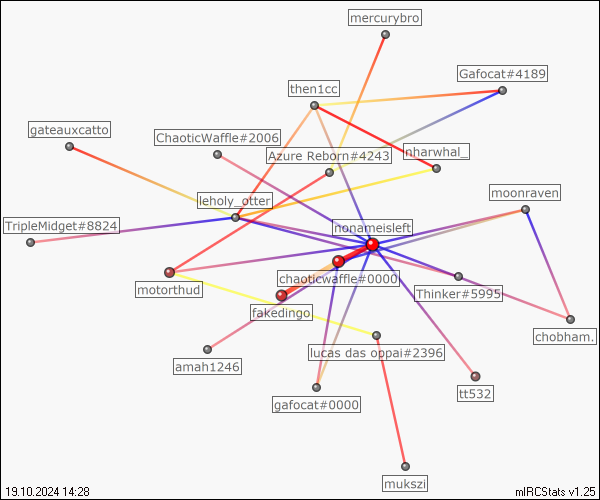 mercurybro
Gafocat#4189
then1cc
gateauxcatto
ChaoticWaffle#2006
Azure Reborn#4243
nharwhal_
moonraven
leholy_otter
TripleMidget#8824
nonameisleft
chaoticwaffle#0000
motorthud
Thinker#5995
fakedingo
chobham.
lucas das oppai#2396
amah1246
tt532
gafocat#0000
mukszi
19.10.2024 14:28
mIRCStats v1.25